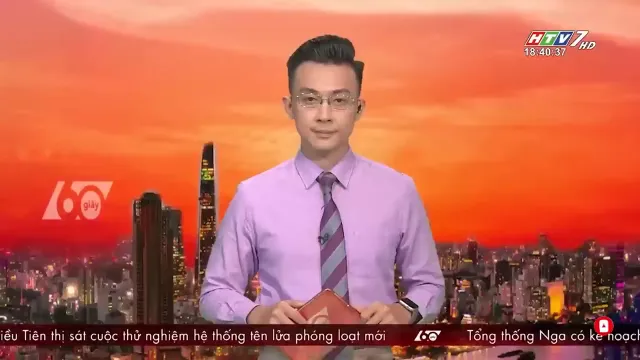 HTV7 HD
18:40:37
60 giây
iều Tiên thị sát cuộc thử nghiệm hệ thống tên lửa phóng loạt mới 60 Tổng thống Nga có kế hoạch